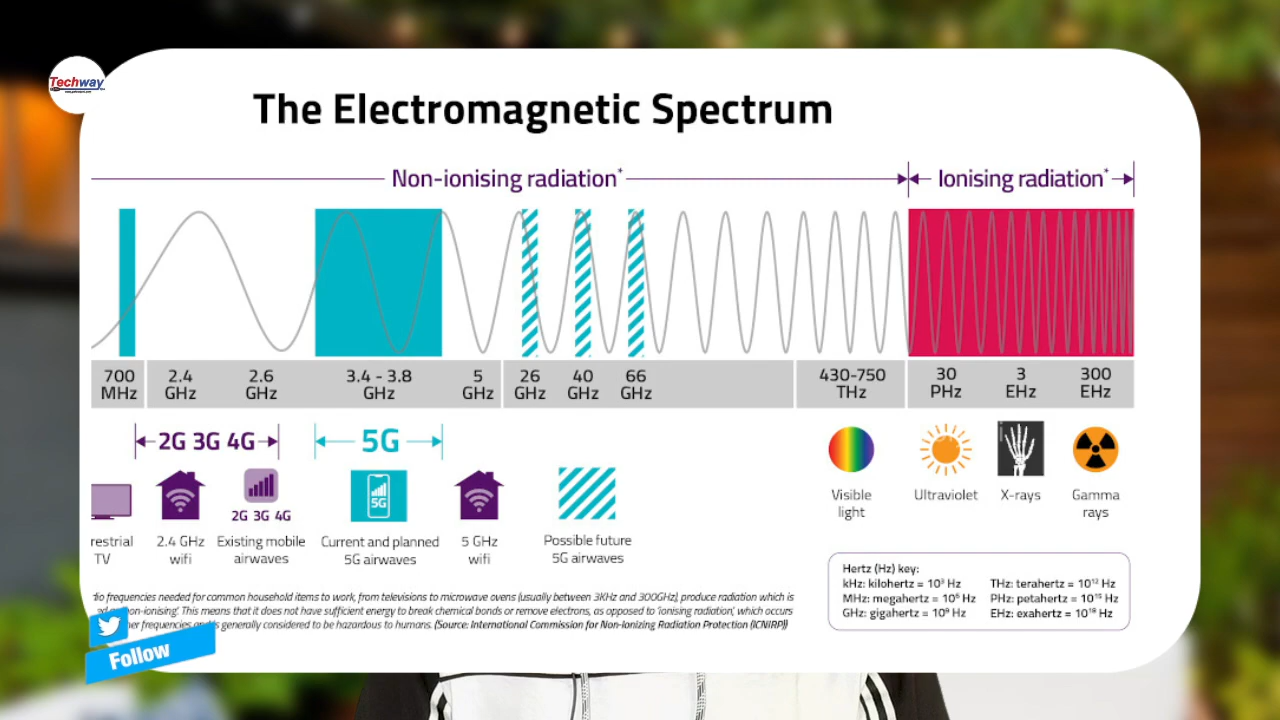 Techway
The Electromagnetic Spectrum
Non-ionising radiation*
Ionising radiation*
700 MHz
2.4 GHz
2.6 GHz
3.4 - 3.8 GHz
5 GHz
26 GHz
40 GHz
66 GHz
430-750 THz
30 PHz
3 EHz
300 EHz
2G 3G 4G
5G
5G
2G 3G 4G
restrial TV
2.4 GHz wifi
Existing mobile airwaves
Current and planned 5G airwaves
5 GHz wifi
Possible future 5G airwaves
Visible light
Ultraviolet
X-rays
Gamma rays
Hertz (Hz) key:
kHz: kilohertz = 10³ Hz
MHz: megahertz = 10⁶ Hz
GHz: gigahertz = 10⁹ Hz
THz: terahertz = 10¹² Hz
PHz: petahertz = 10¹⁵ Hz
EHz: exahertz = 10¹⁸ Hz
dio frequencies needed for common household items to work, from televisions to microwave ovens (usually between 3KHz and 300GHz), produce radiation which is
non-ionising'. This means that it does not have sufficient energy to break chemical bonds or remove electrons, as opposed to 'ionising radiation', which occurs
her frequencies and is generally considered to be hazardous to humans. (Source: International Commission for Non-Ionizing Radiation Protection (ICNIRP))
Follow